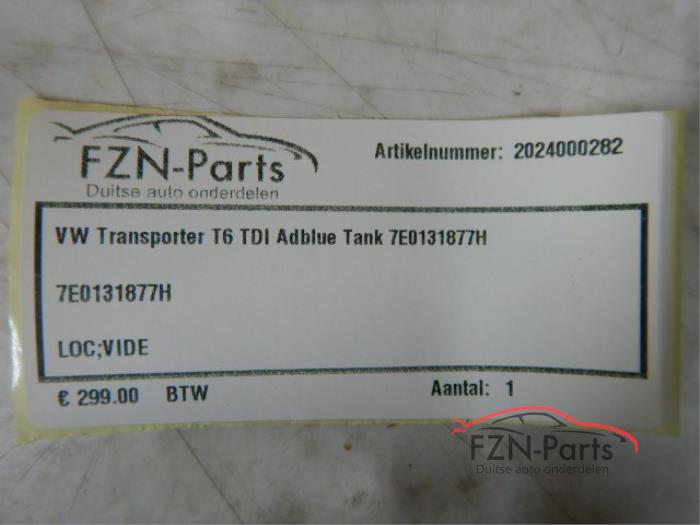 FZN-Parts
Duitse auto onderdelen
Artikelnummer: 2024000282
VW Transporter T6 TDI Adblue Tank 7E0131877H
7E0131877H
LOC;VIDE
€ 299.00 BTW
Aantal: 1
FZN-Parts
Duitse auto onderdelen